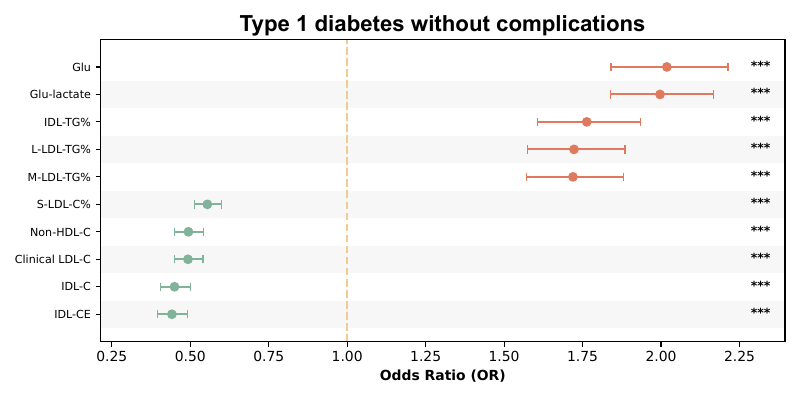 Type 1 diabetes without complications
Glu ***
Glu-lactate ***
IDL-TG% ***
L-LDL-TG% ***
M-LDL-TG% ***
S-LDL-C% ***
Non-HDL-C ***
Clinical LDL-C ***
IDL-C ***
IDL-CE ***
0.25 0.50 0.75 1.00 1.25 1.50 1.75 2.00 2.25
Odds Ratio (OR)